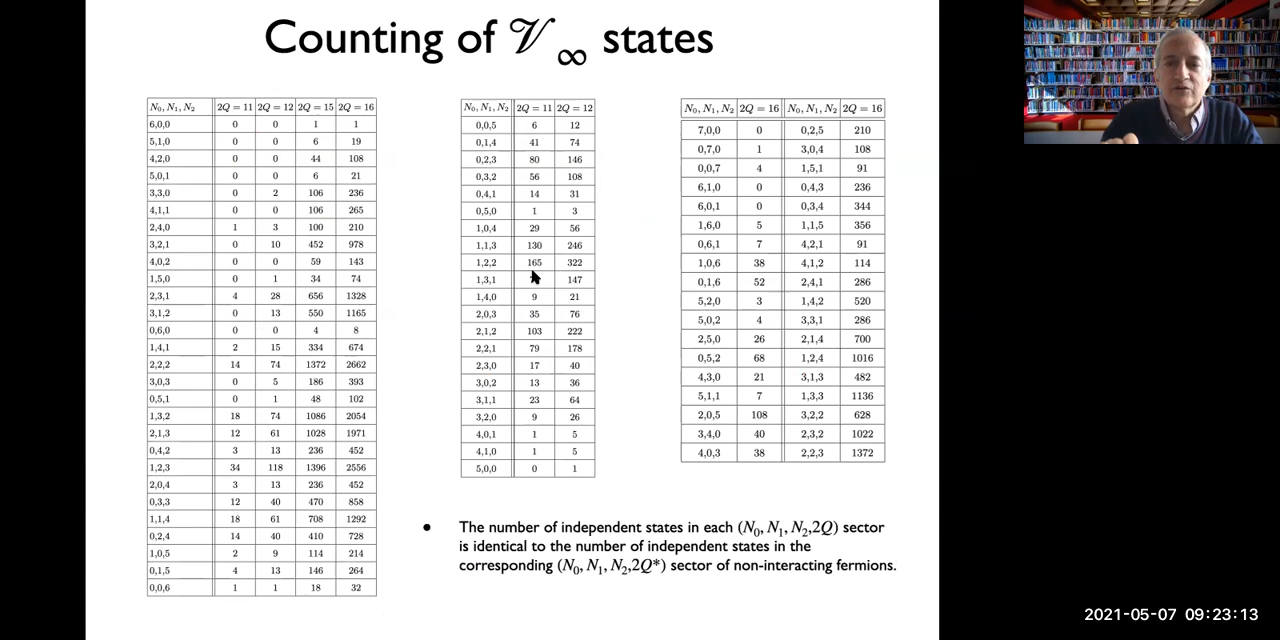 Counting of 𝒱∞ states
N₀, N₁, N₂ 2Q = 11 2Q = 12 2Q = 15 2Q = 16
6,0,0 0 0 1 1
5,1,0 0 0 6 19
4,2,0 0 0 44 108
5,0,1 0 0 6 21
3,3,0 0 2 106 236
4,1,1 0 0 106 265
2,4,0 1 3 100 210
3,2,1 0 10 452 978
4,0,2 0 0 59 143
1,5,0 0 1 34 74
2,3,1 4 28 656 1328
3,1,2 0 13 550 1165
0,6,0 0 0 4 8
1,4,1 2 15 334 674
2,2,2 14 74 1372 2662
3,0,3 0 5 186 393
0,5,1 0 1 48 102
1,3,2 18 74 1086 2054
2,1,3 12 61 1028 1971
0,4,2 3 13 236 452
1,2,3 34 118 1396 2556
2,0,4 3 13 236 452
0,3,3 12 40 470 858
1,1,4 18 61 708 1292
0,2,4 14 40 410 728
1,0,5 2 9 114 214
0,1,5 4 13 146 264
0,0,6 1 1 18 32
N₀, N₁, N₂ 2Q = 11 2Q = 12
0,0,5 6 12
0,1,4 41 74
0,2,3 80 146
0,3,2 56 108
0,4,1 14 31
0,5,0 1 3
1,0,4 29 56
1,1,3 130 246
1,2,2 165 322
1,3,1 147
1,4,0 9 21
2,0,3 35 76
2,1,2 103 222
2,2,1 79 178
2,3,0 17 40
3,0,2 13 36
3,1,1 23 64
3,2,0 9 26
4,0,1 1 5
4,1,0 1 5
5,0,0 0 1
N₀, N₁, N₂ 2Q = 16 N₀, N₁, N₂ 2Q = 16
7,0,0 0 0,2,5 210
0,7,0 1 3,0,4 108
0,0,7 4 1,5,1 91
6,1,0 0 0,4,3 236
6,0,1 0 0,3,4 344
1,6,0 5 1,1,5 356
0,6,1 7 4,2,1 91
1,0,6 38 4,1,2 114
0,1,6 52 2,4,1 286
5,2,0 3 1,4,2 520
5,0,2 4 3,3,1 286
2,5,0 26 2,1,4 700
0,5,2 68 1,2,4 1016
4,3,0 21 3,1,3 482
5,1,1 7 1,3,3 1136
2,0,5 108 3,2,2 628
3,4,0 40 2,3,2 1022
4,0,3 38 2,2,3 1372
• The number of independent states in each (N₀, N₁, N₂,2Q) sector
is identical to the number of independent states in the
corresponding (N₀, N₁, N₂,2Q*) sector of non-interacting fermions.
2021-05-07 09:23:13